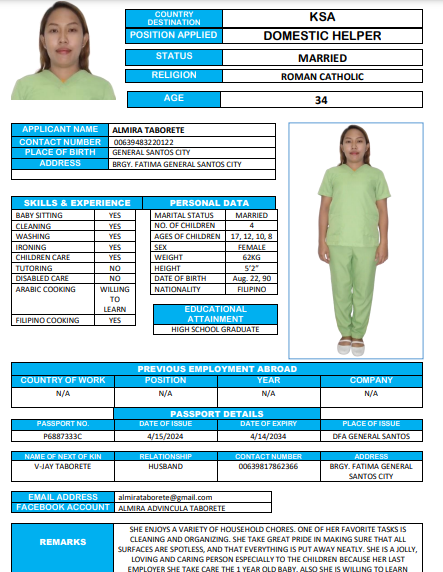 COUNTRY DESTINATION KSA
POSITION APPLIED DOMESTIC HELPER
STATUS MARRIED
RELIGION ROMAN CATHOLIC
AGE 34
APPLICANT NAME ALMIRA TABORETE
CONTACT NUMBER 00639483220122
PLACE OF BIRTH GENERAL SANTOS CITY
ADDRESS BRGY. FATIMA GENERAL SANTOS CITY
SKILLS & EXPERIENCE
BABY SITTING YES
CLEANING YES
WASHING YES
IRONING YES
CHILDREN CARE YES
TUTORING NO
DISABLED CARE NO
ARABIC COOKING WILLING TO LEARN
FILIPINO COOKING YES
PERSONAL DATA
MARITAL STATUS MARRIED
NO. OF CHILDREN 4
AGES OF CHILDREN 17, 12, 10, 8
SEX FEMALE
WEIGHT 62KG
HEIGHT 5'2"
DATE OF BIRTH Aug. 22, 90
NATIONALITY FILIPINO
EDUCATIONAL ATTAINMENT
HIGH SCHOOL GRADUATE
PREVIOUS EMPLOYMENT ABROAD
COUNTRY OF WORK POSITION YEAR COMPANY
N/A N/A N/A N/A
PASSPORT DETAILS
PASSPORT NO. DATE OF ISSUE DATE OF EXPIRY PLACE OF ISSUE
P6887333C 4/15/2024 4/14/2034 DFA GENERAL SANTOS
NAME OF NEXT OF KIN RELATIONSHIP CONTACT NUMBER ADDRESS
V-JAY TABORETE HUSBAND 00639817862366 BRGY. FATIMA GENERAL SANTOS CITY
EMAIL ADDRESS almirataborete@gmail.com
FACEBOOK ACCOUNT ALMIRA ADVINCULA TABORETE
REMARKS
SHE ENJOYS A VARIETY OF HOUSEHOLD CHORES. ONE OF HER FAVORITE TASKS IS
CLEANING AND ORGANIZING. SHE TAKE GREAT PRIDE IN MAKING SURE THAT ALL
SURFACES ARE SPOTLESS, AND THAT EVERYTHING IS PUT AWAY NEATLY. SHE IS A JOLLY,
LOVING AND CARING PERSON ESPECIALLY TO THE CHILDREN BECAUSE HER LAST
EMPLOYER SHE TAKE CARE THE 1 YEAR OLD BABY. ALSO SHE IS WILLING TO LEARN